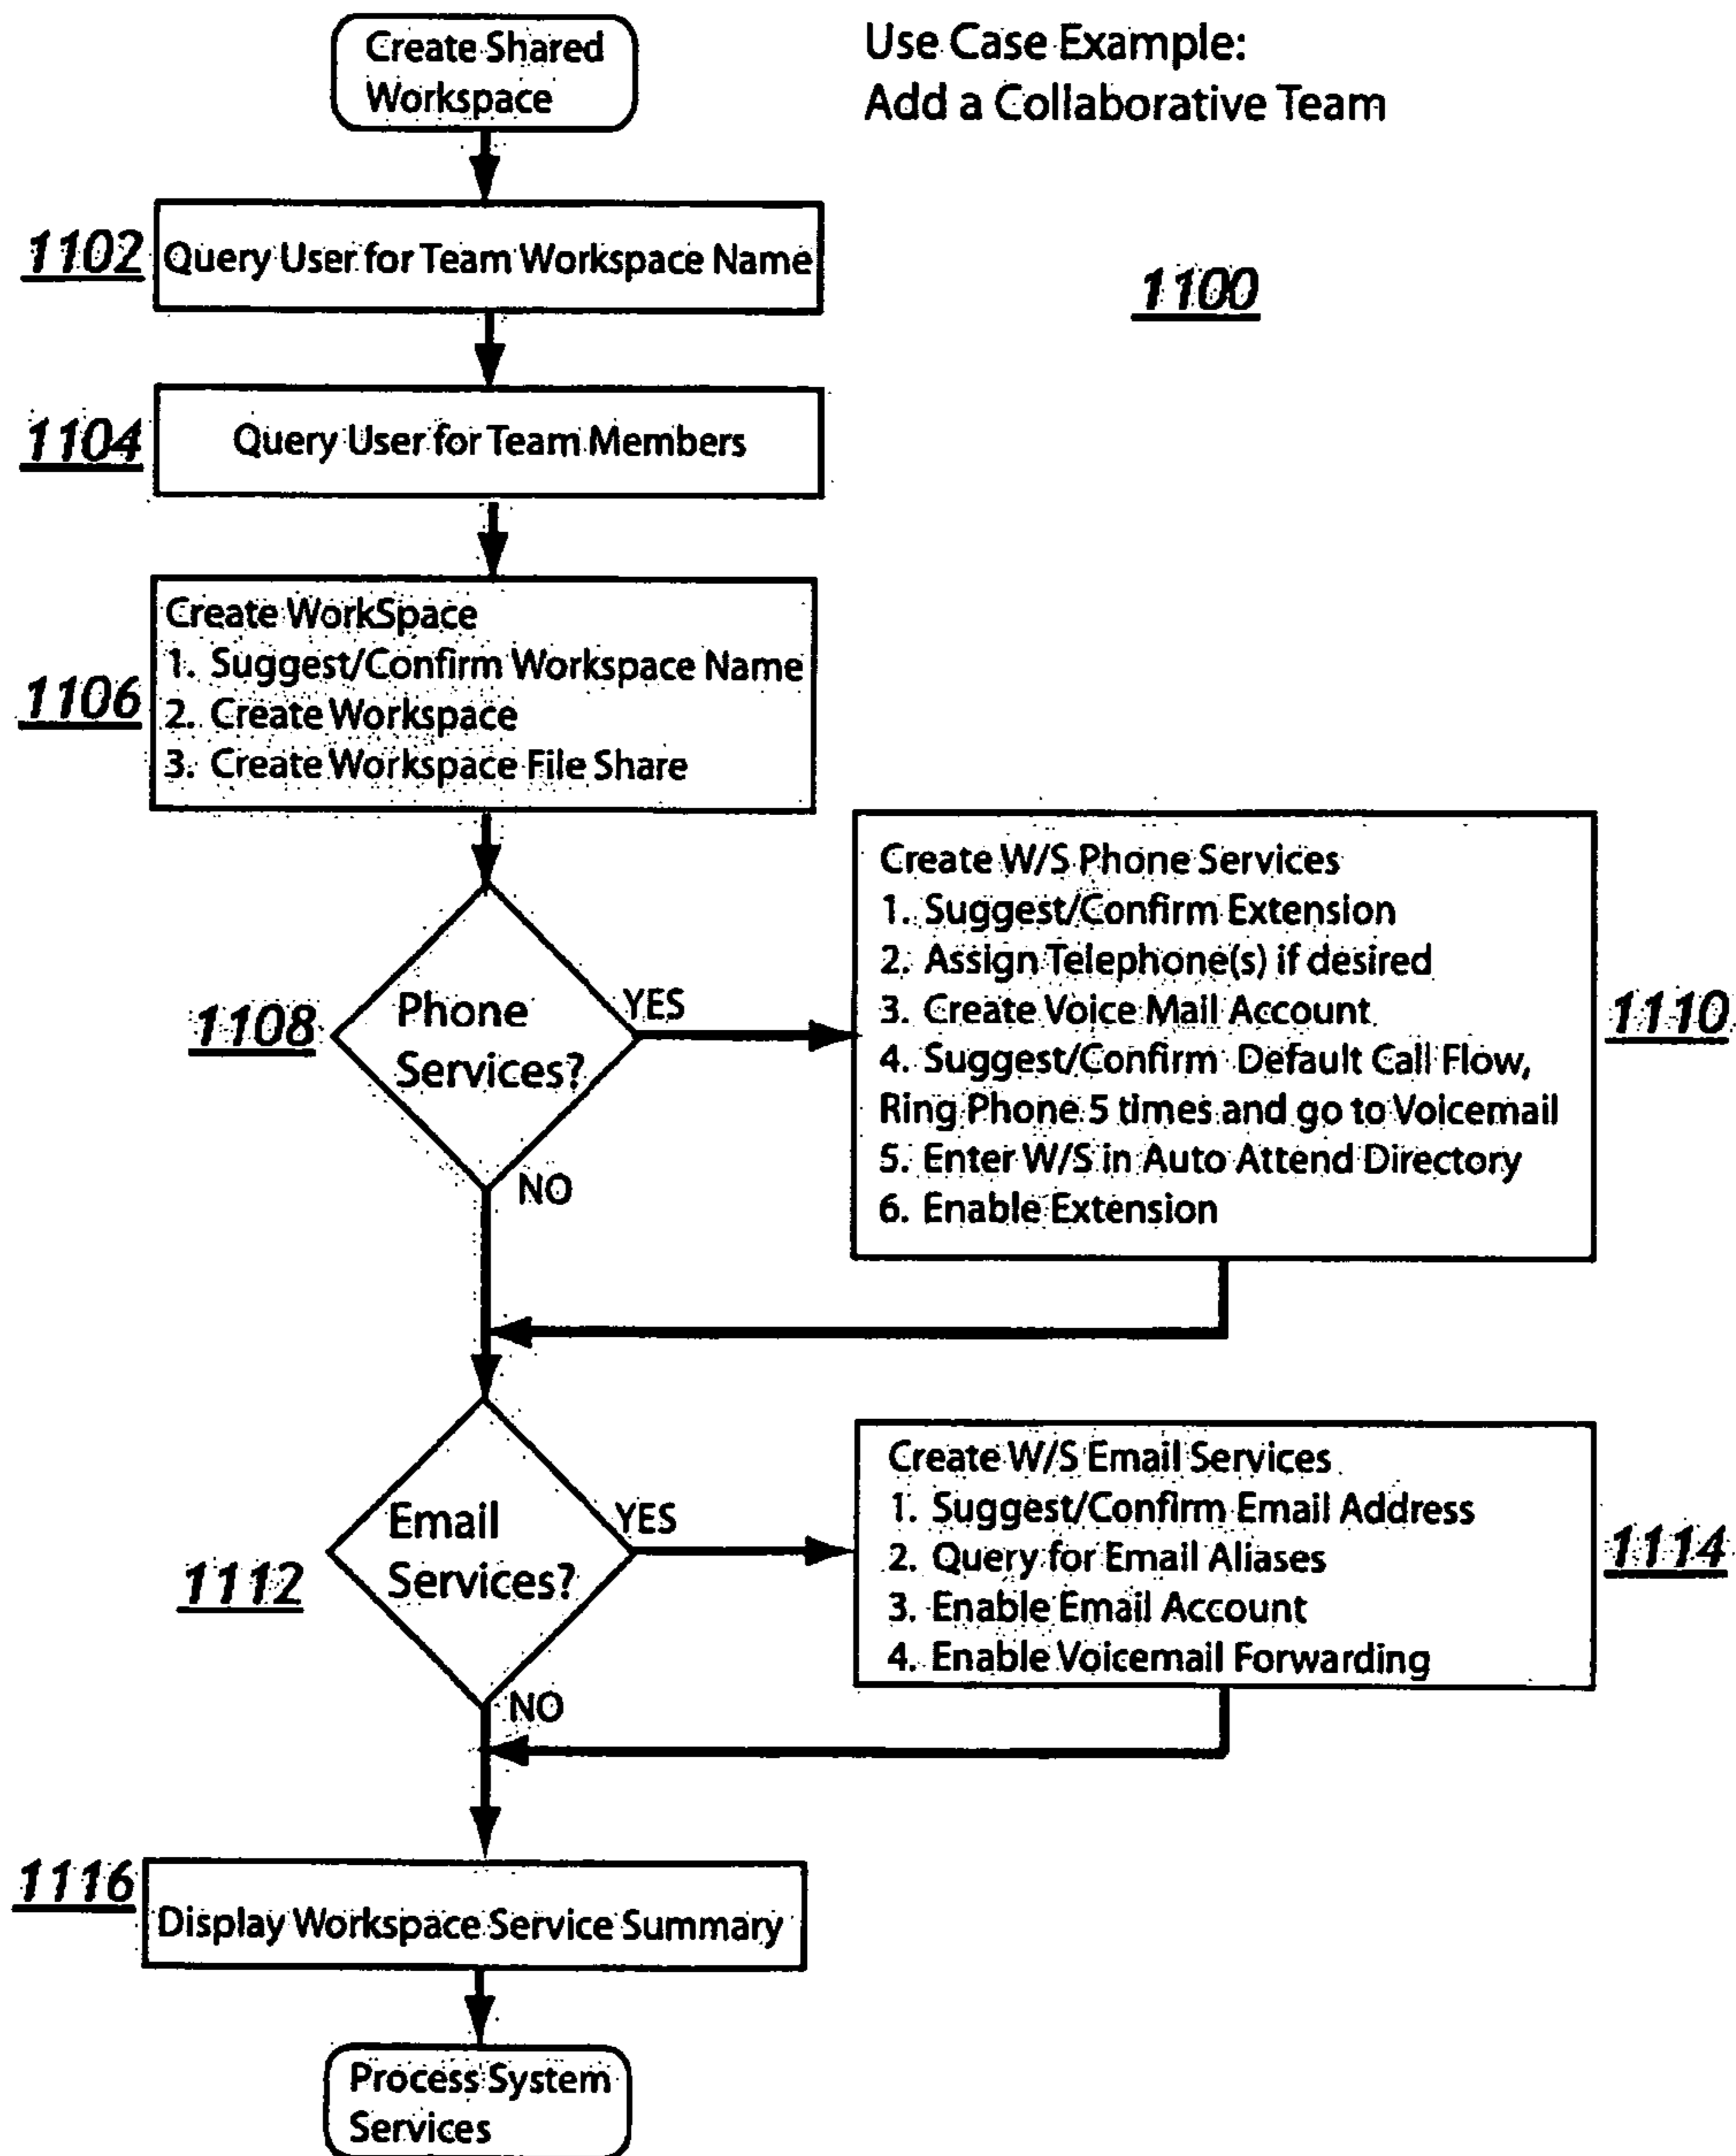 Create Shared
Workspace
Use Case Example:
Add a Collaborative Team
1102
Query User for Team Workspace Name
1100
1104
Query User for Team Members
1106
Create WorkSpace
1. Suggest/Confirm Workspace Name
2. Create Workspace
3. Create Workspace File Share
1108
Phone
Services?
YES
NO
Create W/S Phone Services
1. Suggest/Confirm Extension
2. Assign Telephone(s) if desired
3. Create Voice Mail Account
4. Suggest/Confirm Default Call Flow,
Ring Phone 5 times and go to Voicemail
5. Enter W/S in Auto Attend Directory
6. Enable Extension
1110
1112
Email
Services?
YES
NO
Create W/S Email Services
1. Suggest/Confirm Email Address
2. Query for Email Aliases
3. Enable Email Account
4. Enable Voicemail Forwarding
1114
1116
Display Workspace Service Summary
Process System
Services